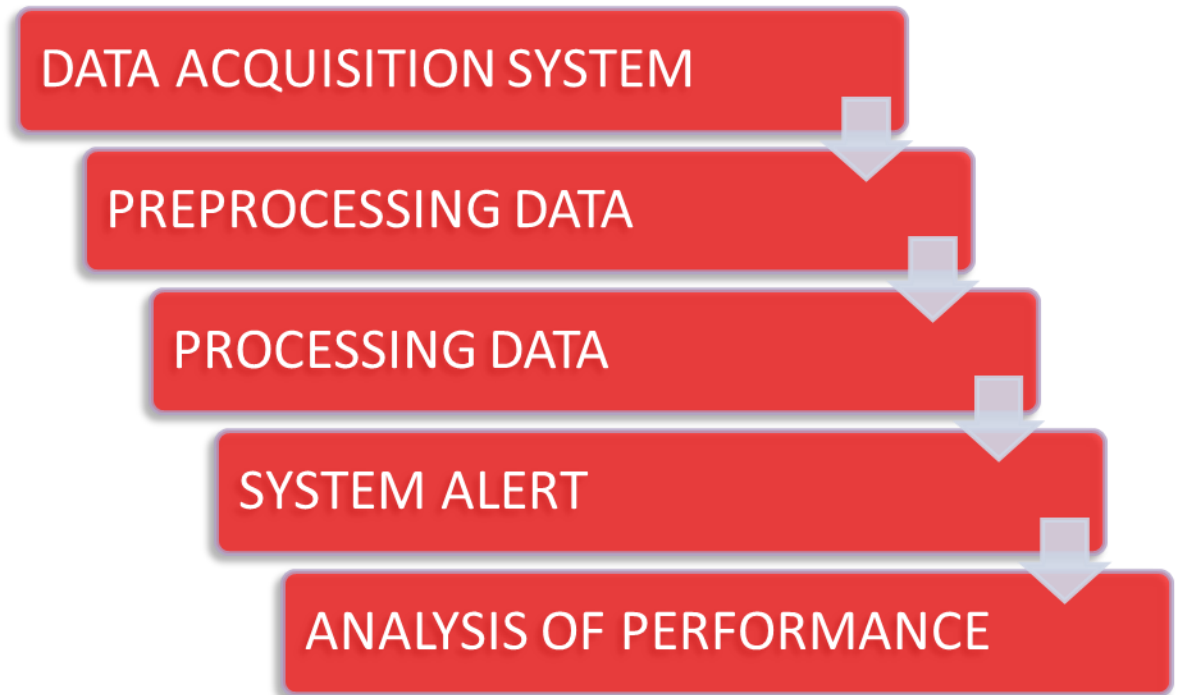 DATA ACQUISITION SYSTEM
PREPROCESSING DATA
PROCESSING DATA
SYSTEM ALERT
ANALYSIS OF PERFORMANCE